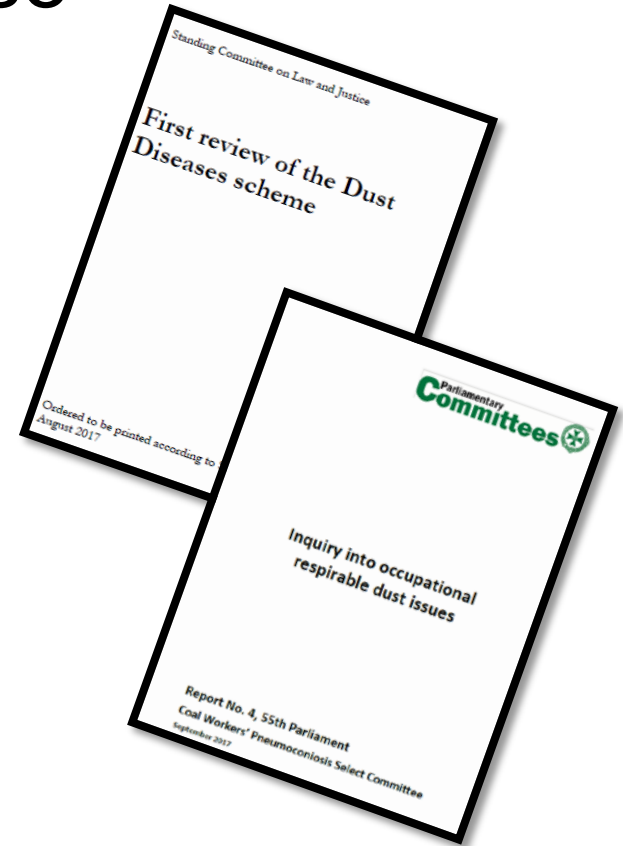 Standing Committee on Law and Justice
First review of the Dust
Diseases scheme
Ordered to be printed according to
August 2017
Parliamentary
Committees
Inquiry into occupational
respirable dust issues
Report No. 4, 55th Parliament
Coal Workers' Pneumoconiosis Select Committee
September 2017